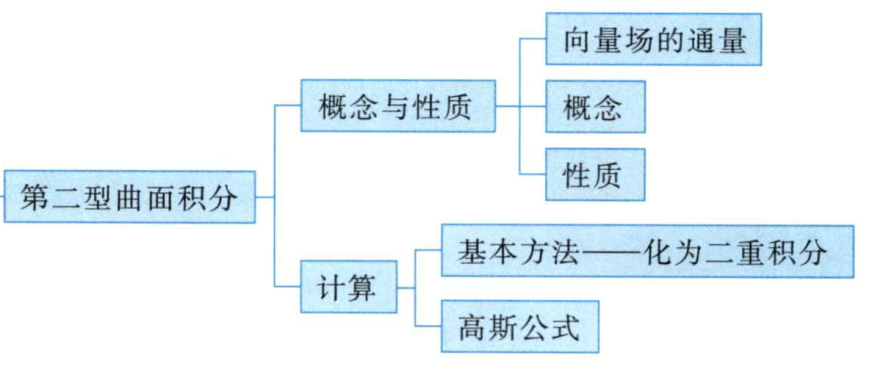 向量场的通量
概念与性质
概念
性质
第二型曲面积分
基本方法——化为二重积分
计算
高斯公式